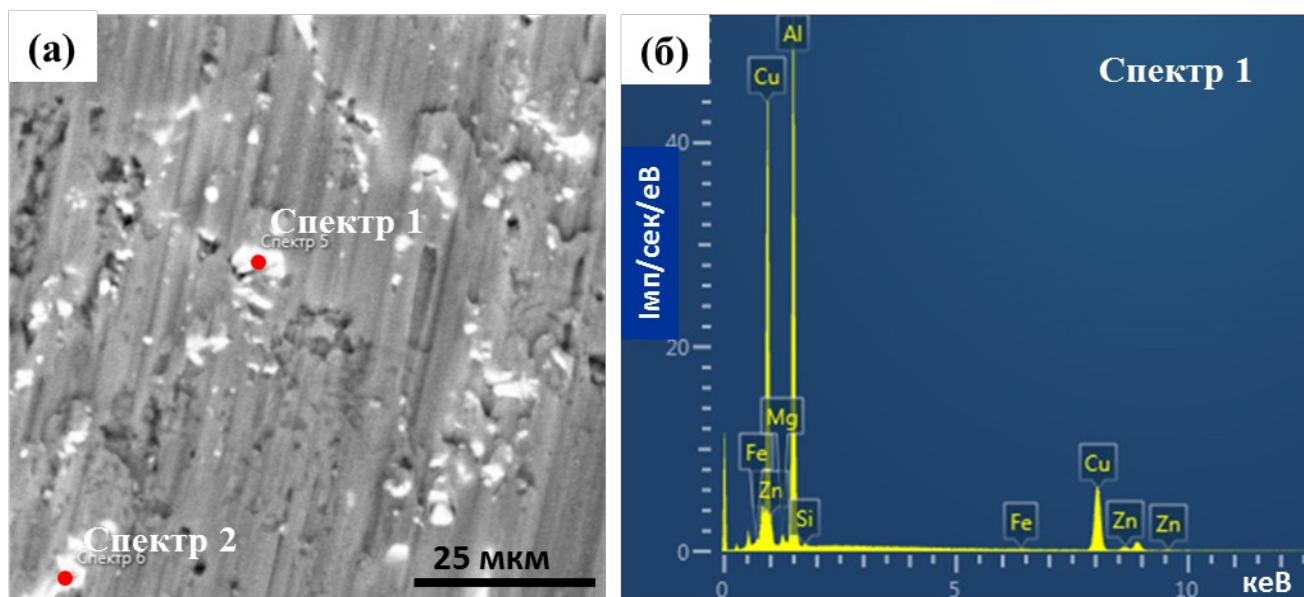 (а)
Спектр 1
Спектр 5
Спектр 2
Спектр 6
25 мкм
(б)
Спектр 1
Al
Cu
40
Імп/сек/еВ
20
Mg
Fe
Zn
Si
Cu
Fe
Zn
Zn
0
0
5
10
кеВ